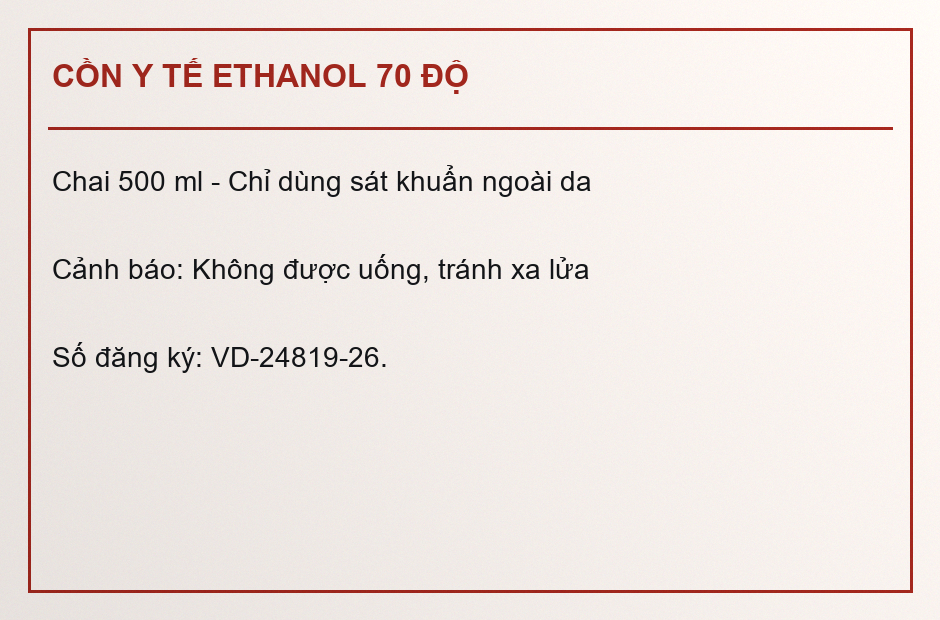 CỒN Y TẾ ETHANOL 70 ĐỘ
Chai 500 ml - Chỉ dùng sát khuẩn ngoài da
Cảnh báo: Không được uống, tránh xa lửa
Số đăng ký: VD-24819-26.